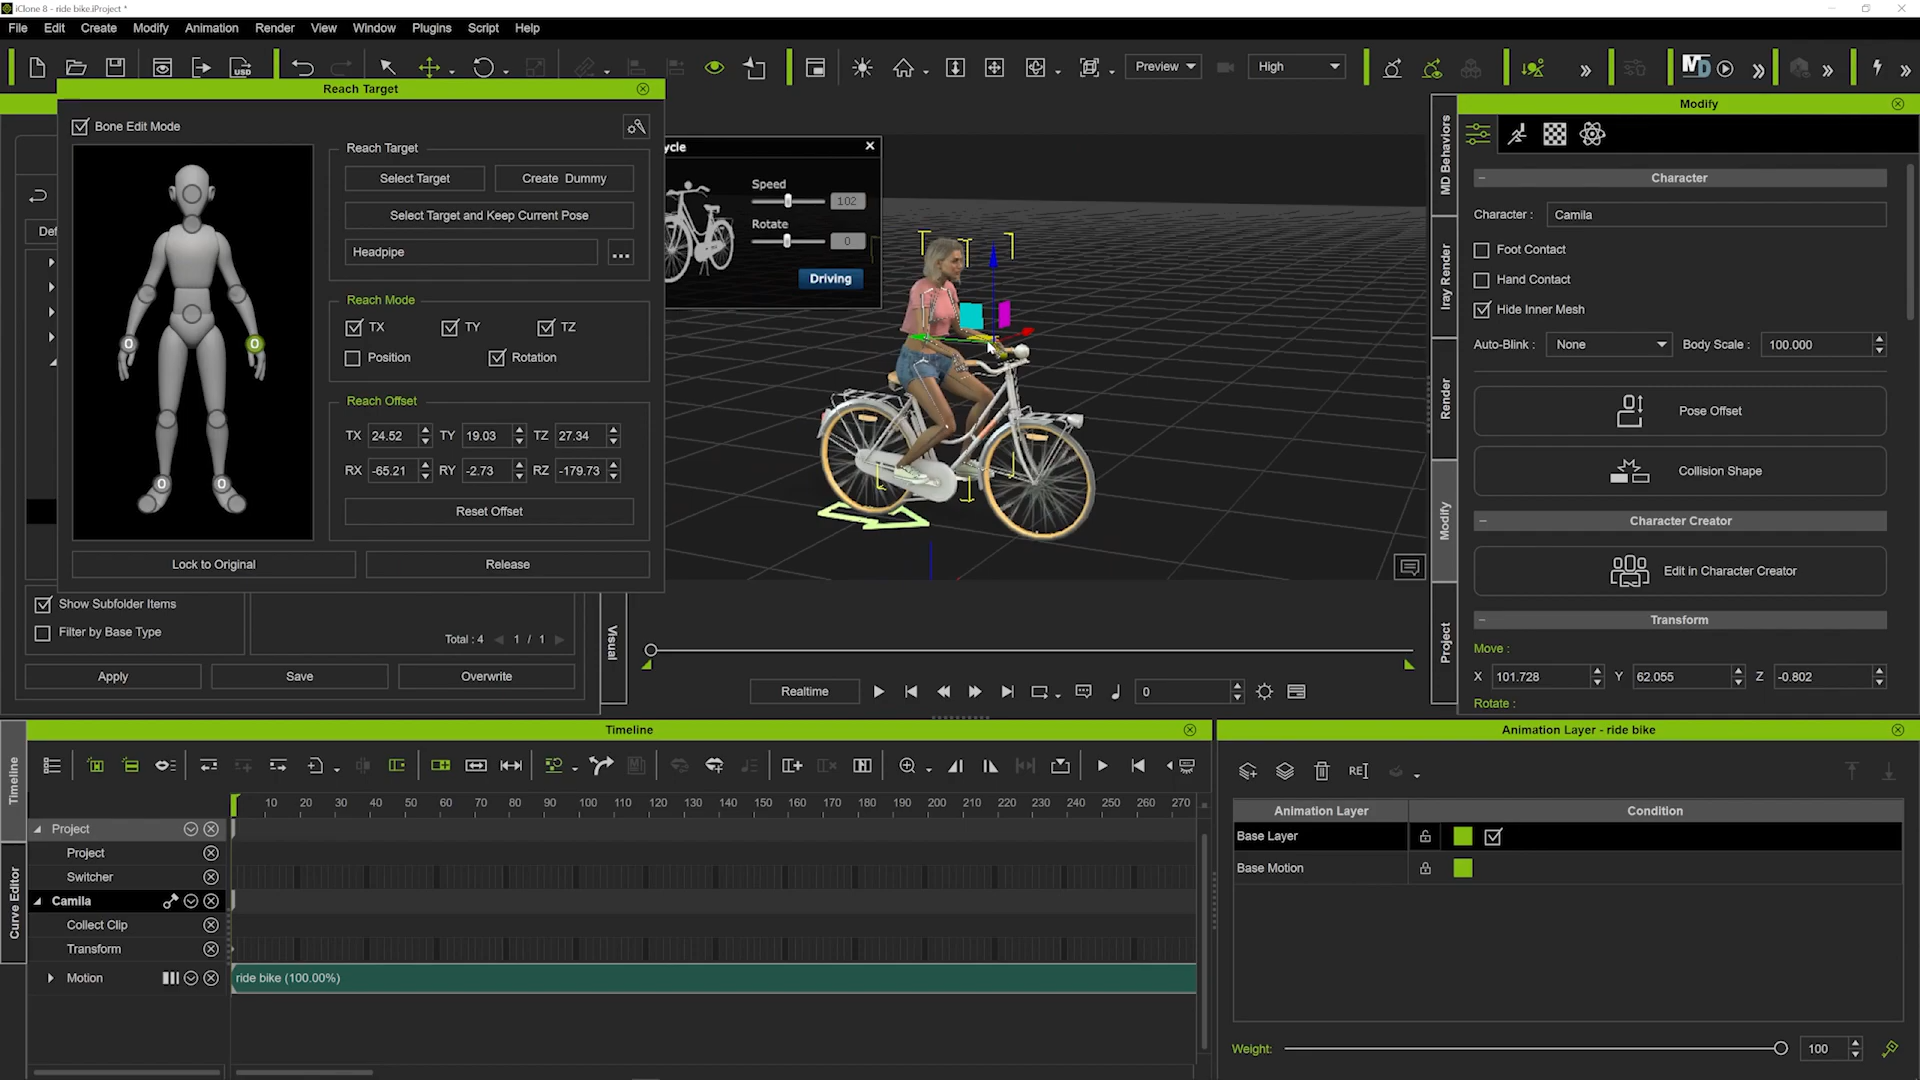 iClone 8 - ride bike.iProject *
File Edit Create Modify Animation Render View Window Plugins Script Help
USD
Preview
High
MD
Reach Target
Bone Edit Mode
Reach Target
Select Target
Create Dummy
Select Target and Keep Current Pose
Headpipe
...
Reach Mode
TX TY TZ
Position Rotation
Reach Offset
TX 24.52 TY 19.03 TZ 27.34
RX -65.21 RY -2.73 RZ -179.73
Reset Offset
Lock to Original
Release
Def
Show Subfolder Items
Filter by Base Type
Total : 4 1 / 1
Apply
Save
Overwrite
Visual
cycle
Speed
102
Rotate
0
Driving
Realtime
0
MD Behaviors
Iray Render
Render
Modify
Project
Modify
Character
Character : Camila
Foot Contact
Hand Contact
Hide Inner Mesh
Auto-Blink : None Body Scale : 100.000
Pose Offset
Collision Shape
Character Creator
Edit in Character Creator
Transform
Move :
X 101.728 Y 62.055 Z -0.802
Rotate :
Timeline
Timeline
Curve Editor
10 20 30 40 50 60 70 80 90 100 110 120 130 140 150 160 170 180 190 200 210 220 230 240 250 260 270
Project
Project
Switcher
Camila
Collect Clip
Transform
Motion
ride bike (100.00%)
Animation Layer - ride bike
RE
Animation Layer Condition
Base Layer
Base Motion
Weight: 100